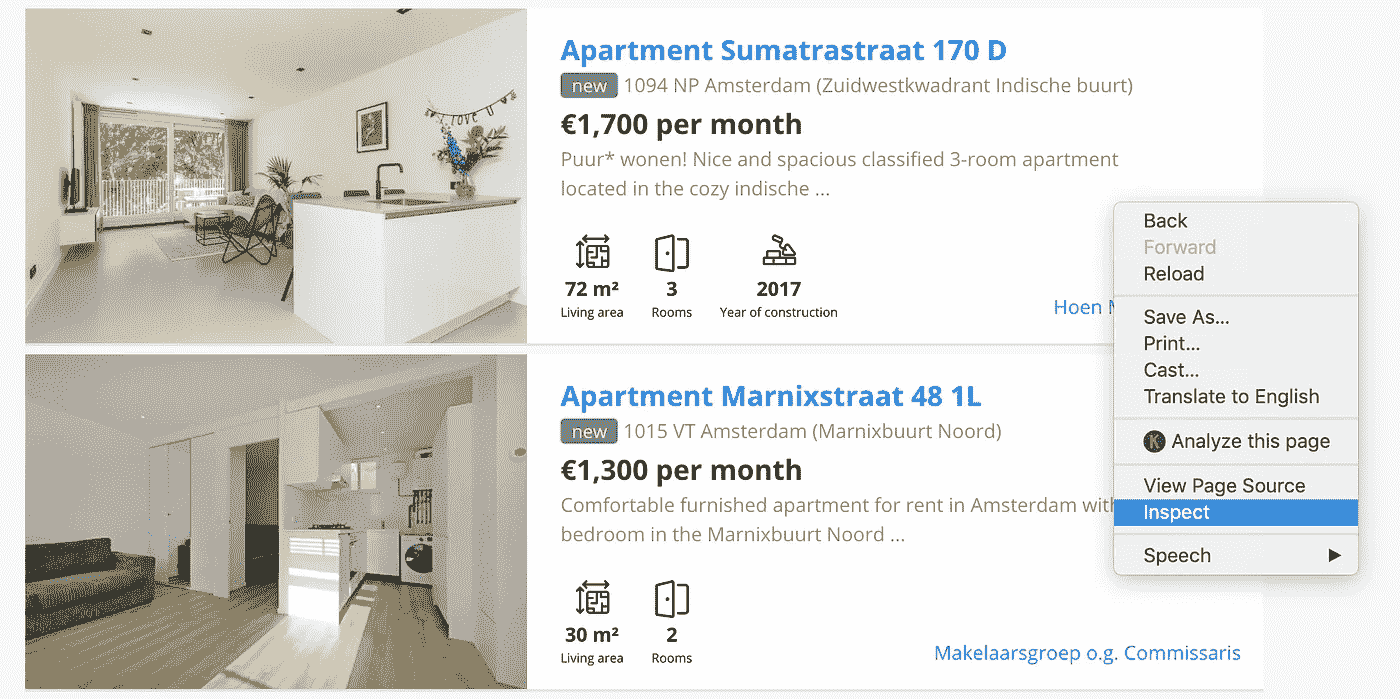 Apartment Sumatrastraat 170 D
new 1094 NP Amsterdam (Zuidwestkwadrant Indische buurt)
€1,700 per month
Puur* wonen! Nice and spacious classified 3-room apartment
located in the cozy indische ...
72 m² 3 2017
Living area Rooms Year of construction
Hoen
I LOVE U
Apartment Marnixstraat 48 1L
new 1015 VT Amsterdam (Marnixbuurt Noord)
€1,300 per month
Comfortable furnished apartment for rent in Amsterdam with
bedroom in the Marnixbuurt Noord ...
30 m² 2
Living area Rooms
Makelaarsgroep o.g. Commissaris
Back
Forward
Reload
Save As...
Print...
Cast...
Translate to English
K Analyze this page
View Page Source
Inspect
Speech